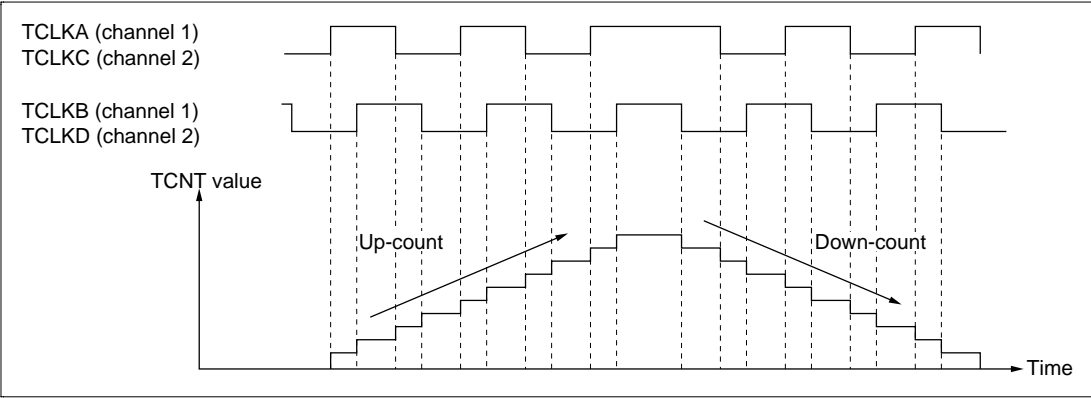 TCLKA (channel 1)
TCLKC (channel 2)
TCLKB (channel 1)
TCLKD (channel 2)
TCNT value
Up-count
Down-count
Time